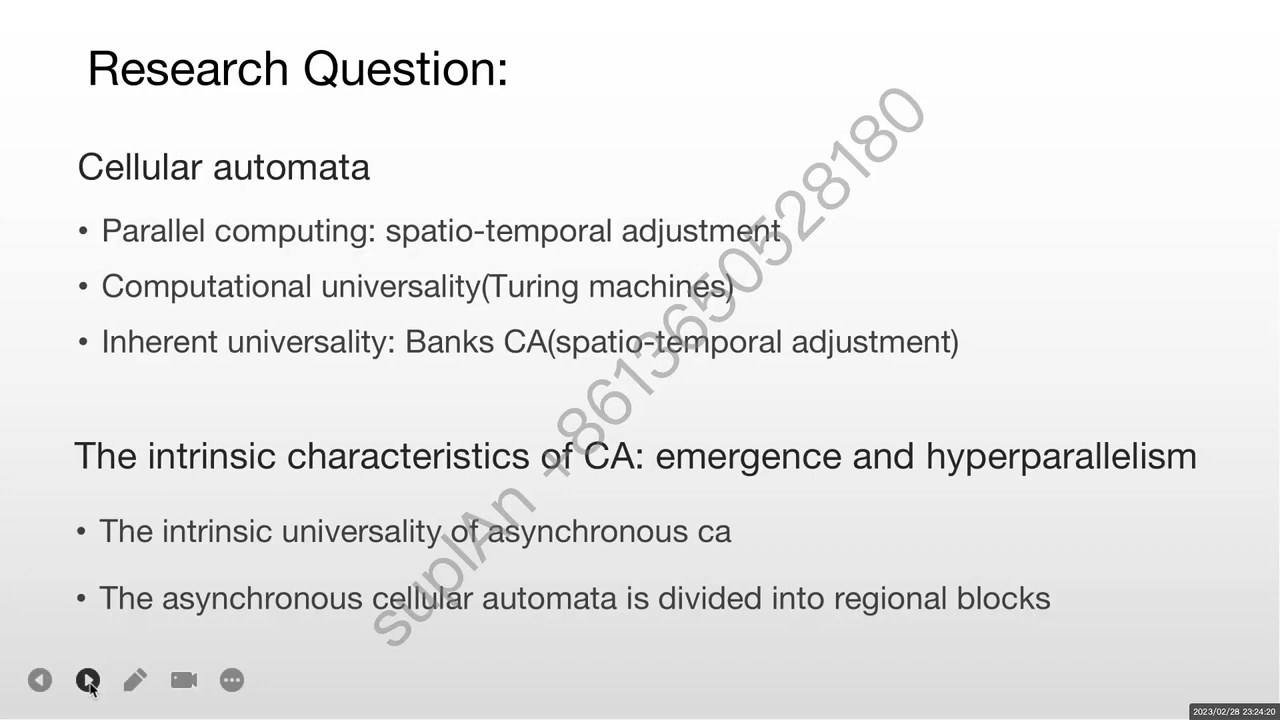 Research Question:
Cellular automata
• Parallel computing: spatio-temporal adjustment
• Computational universality(Turing machines)
• Inherent universality: Banks CA(spatio-temporal adjustment)
The intrinsic characteristics of CA: emergence and hyperparallelism
• The intrinsic universality of asynchronous ca
• The asynchronous cellular automata is divided into regional blocks
suplAn +8613650528180
2023/02/28 23:24:20